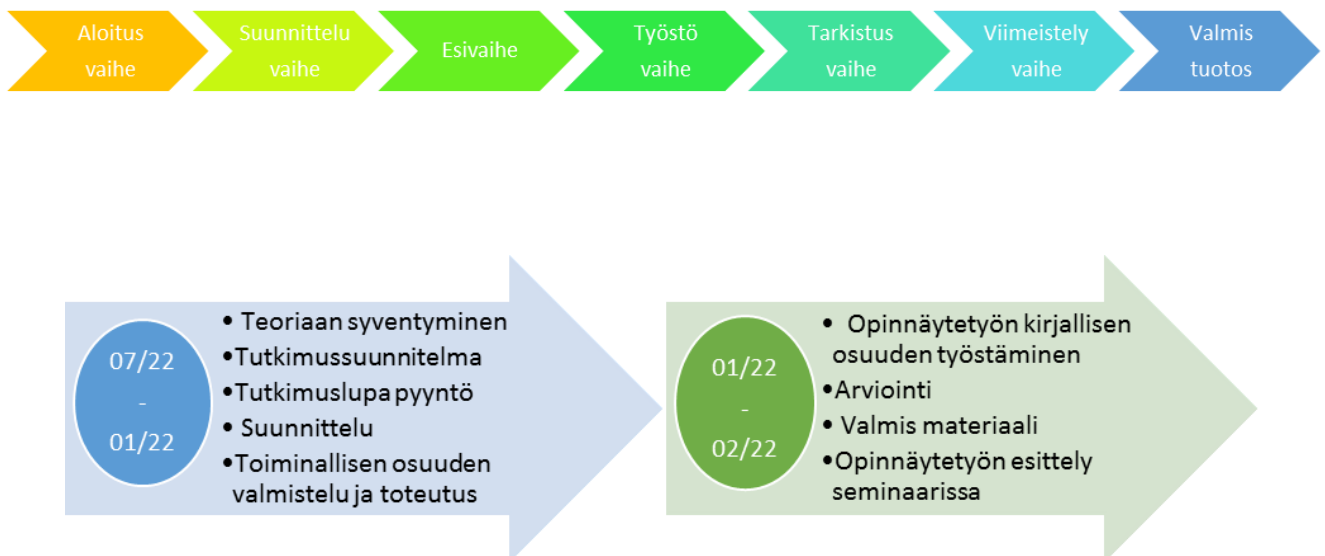 Aloitus
vaihe
Suunnittelu
vaihe
Esivaihe
Työstö
vaihe
Tarkistus
vaihe
Viimeistely
vaihe
Valmis
tuotos
07/22
-
01/22
• Teoriaan syventyminen
•Tutkimussuunnitelma
•Tutkimuslupa pyyntö
• Suunnittelu
•Toiminallisen osuuden
valmistelu ja toteutus
01/22
-
02/22
• Opinnäytetyön kirjallisen
osuuden työstäminen
•Arviointi
• Valmis materiaali
•Opinnäytetyön esittely
seminaarissa